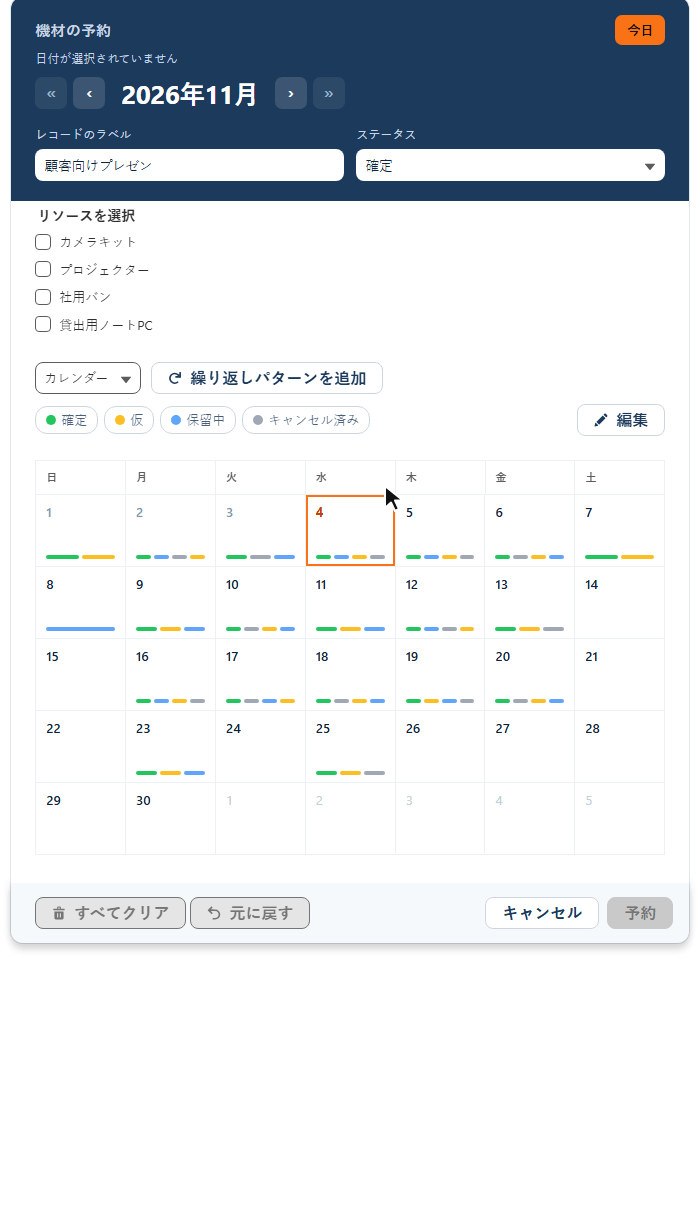 機材の予約
今日
日付が選択されていません
« ‹ 2026年11月 › »
レコードのラベル ステータス
顧客向けプレゼン 確定
リソースを選択
カメラキット
プロジェクター
社用バン
貸出用ノートPC
カレンダー 繰り返しパターンを追加
確定 仮 保留中 キャンセル済み 編集
日 月 火 水 木 金 土
1 2 3 4 5 6 7
8 9 10 11 12 13 14
15 16 17 18 19 20 21
22 23 24 25 26 27 28
29 30 1 2 3 4 5
すべてクリア 元に戻す キャンセル 予約